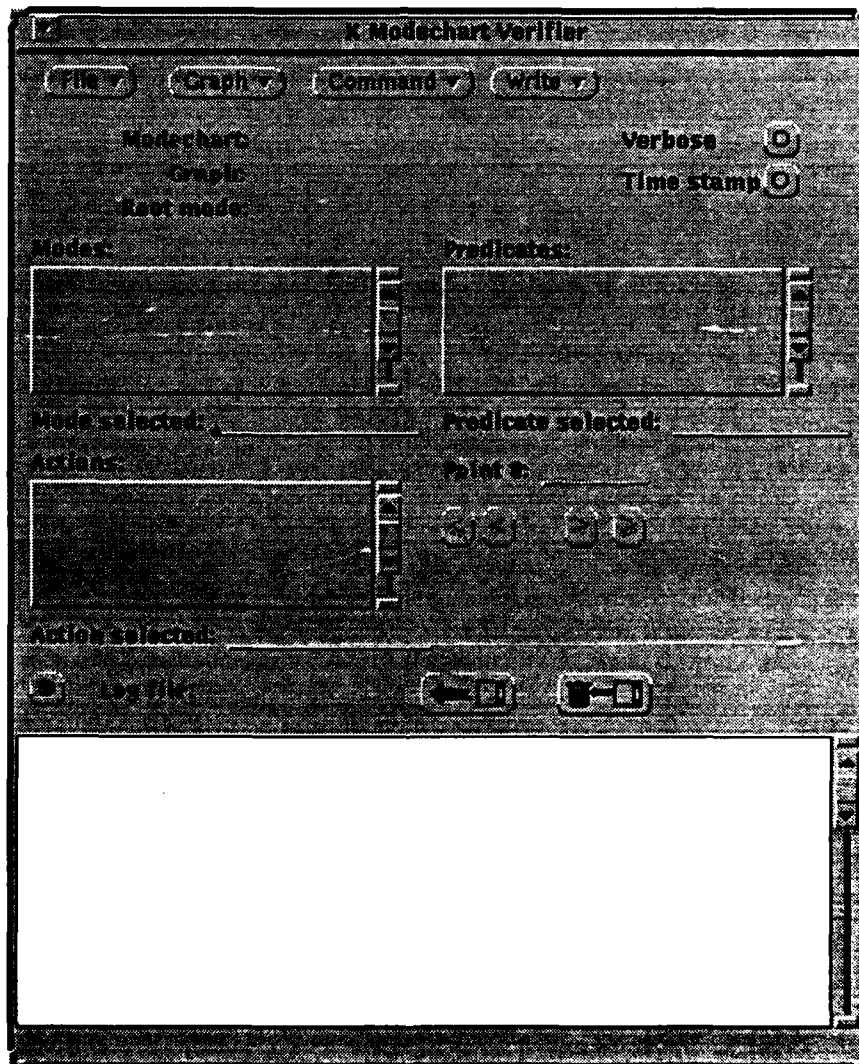 X Modechart Verifier
File Graph Command Write
Modechart: Verbose
Graph: Time stamp
Root mode:
Modes: Predicates:
Mode selected: Predicate selected:
Actions: Point #:
< < > >
Action selected:
Log file: